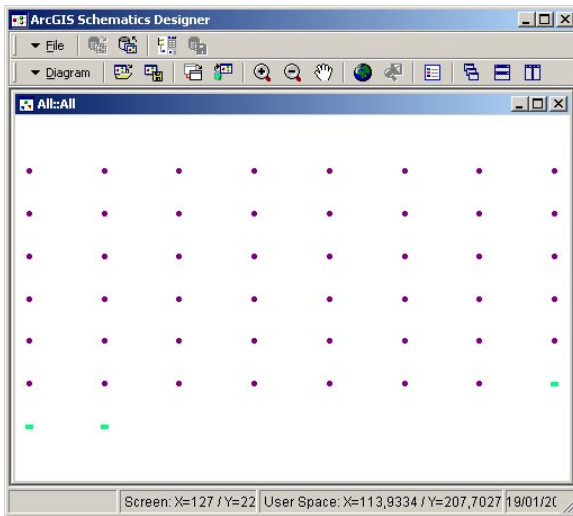 ArcGIS Schematics Designer
File
Diagram
All::All
Screen: X=127 / Y=22 User Space: X=113,9334 / Y=207,7027 19/01/20